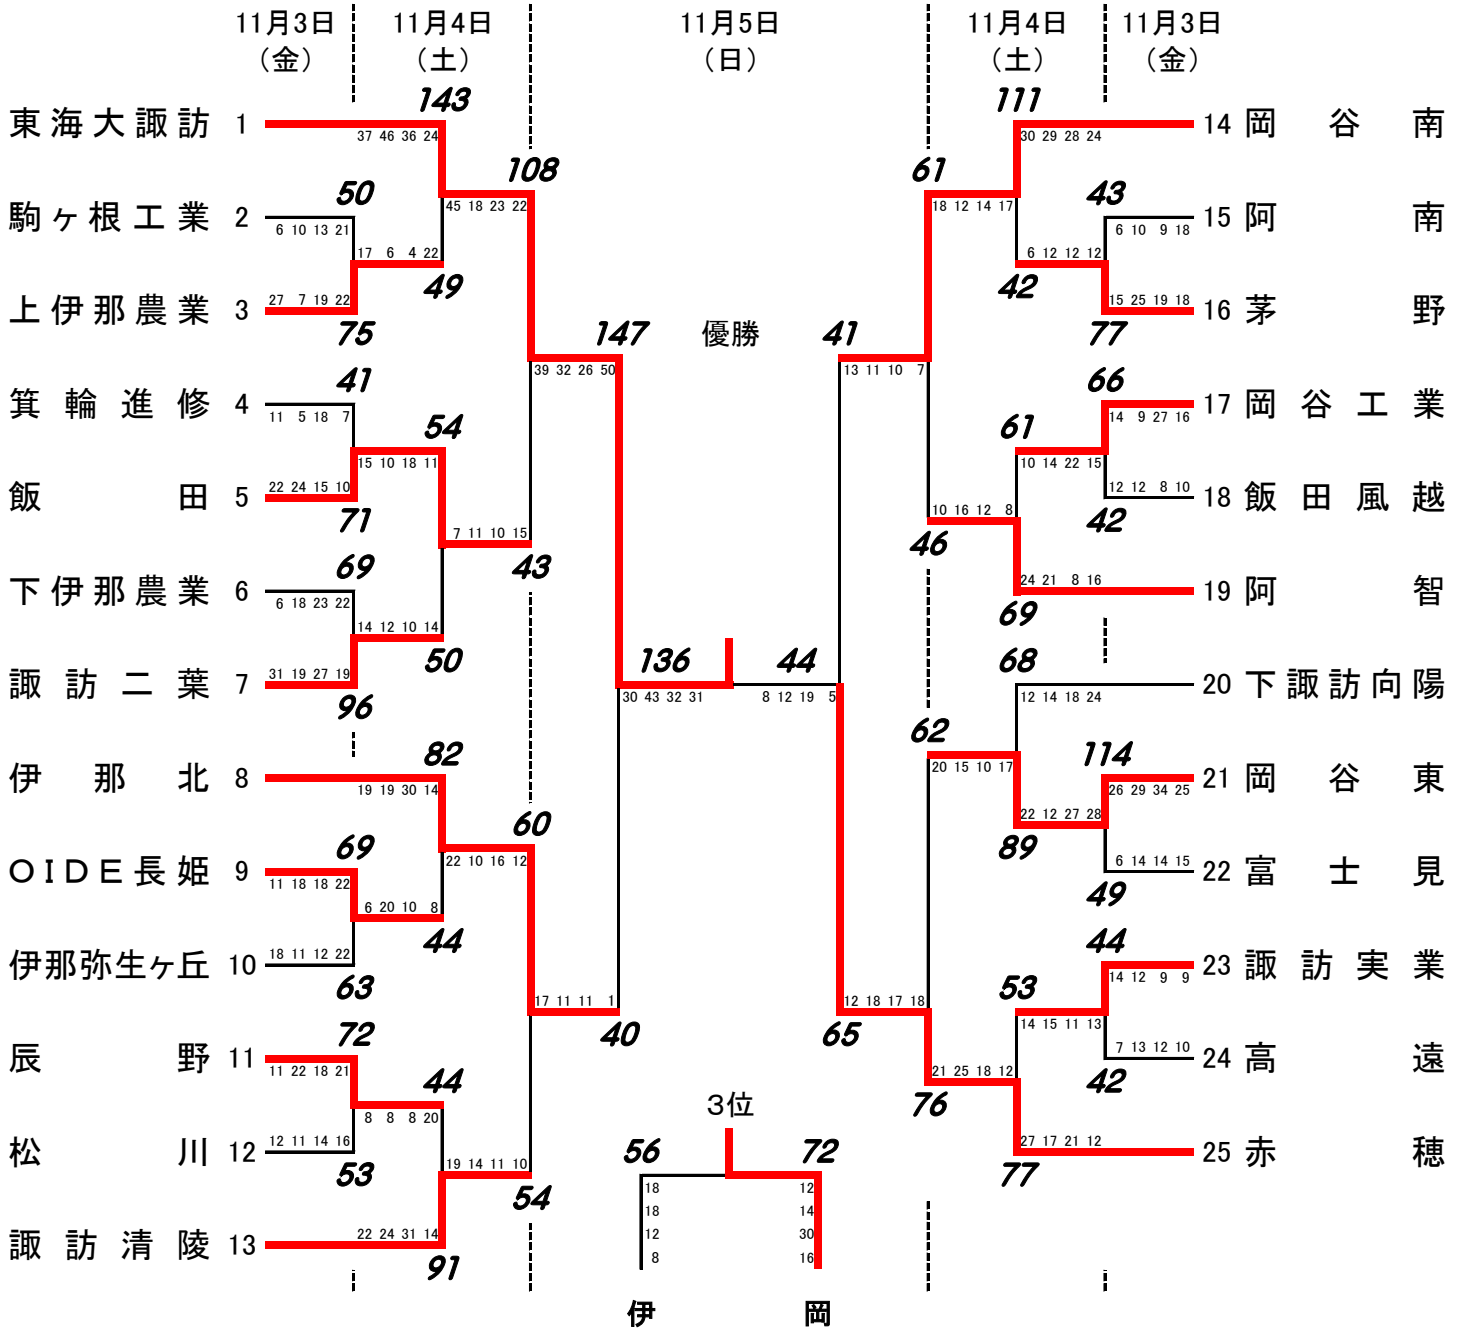 11月3日 11月4日 11月5日 11月4日 11月3日
（金） （土） （日） （土） （金）
143 111
東海大諏訪 1 37 46 36 24 30 29 28 24 14 岡谷南
108 61
50 45 18 23 22 18 12 14 17 43
駒ヶ根工業 2 6 10 13 21 6 10 9 18 15 阿南
17 6 4 22 6 12 12 12
49 42
上伊那農業 3 27 7 19 22 15 25 19 18 16 茅野
75 147 優勝 41 77
39 32 26 50 13 11 10 7
41 66
箕輪進修 4 11 5 18 7 14 9 27 16 17 岡谷工業
54 61
15 10 18 11 10 14 22 15
飯田 5 22 24 15 10 12 12 8 10 18 飯田風越
71 10 16 12 8 42
7 11 10 15 46
69 43
下伊那農業 6 6 18 23 22 24 21 8 16 19 阿智
69
14 12 10 14
50 136 44 68
諏訪二葉 7 31 19 27 19 30 43 32 31 8 12 19 5 12 14 18 24 20 下諏訪向陽
96 62
82 20 15 10 17 114
伊那北 8 19 19 30 14 26 29 34 25 21 岡谷東
60 22 12 27 28
69 22 10 16 12 89
OIDE長姫 9 11 18 18 22 6 14 14 15 22 富士見
6 20 10 8 49
44 44
伊那弥生ヶ丘 10 18 11 12 22 14 12 9 9 23 諏訪実業
63 53
17 11 11 1 12 18 17 18 14 15 11 13
72 40 65
辰野 11 11 22 18 21 7 13 12 10 24 高遠
44 21 25 18 12 42
8 8 8 20 76
3位
松川 12 12 11 14 16 56 72 27 17 21 12 25 赤穂
53 19 14 11 10 77
54 18 12
18 14
諏訪清陵 13 22 24 31 14 12 30
91 8 16
伊 岡